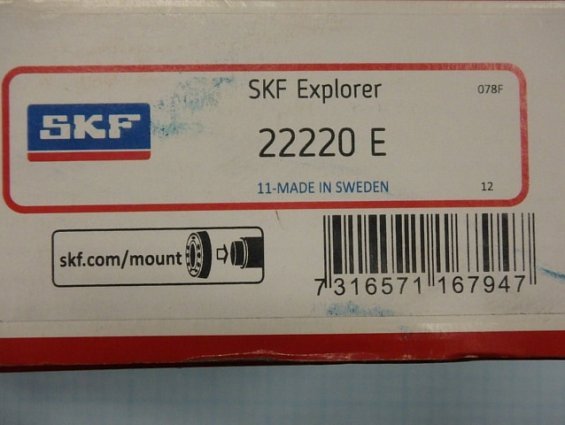 SKF Explorer
078F
SKF
22220 E
11-MADE IN SWEDEN
12
skf.com/mount
7 316571 167947